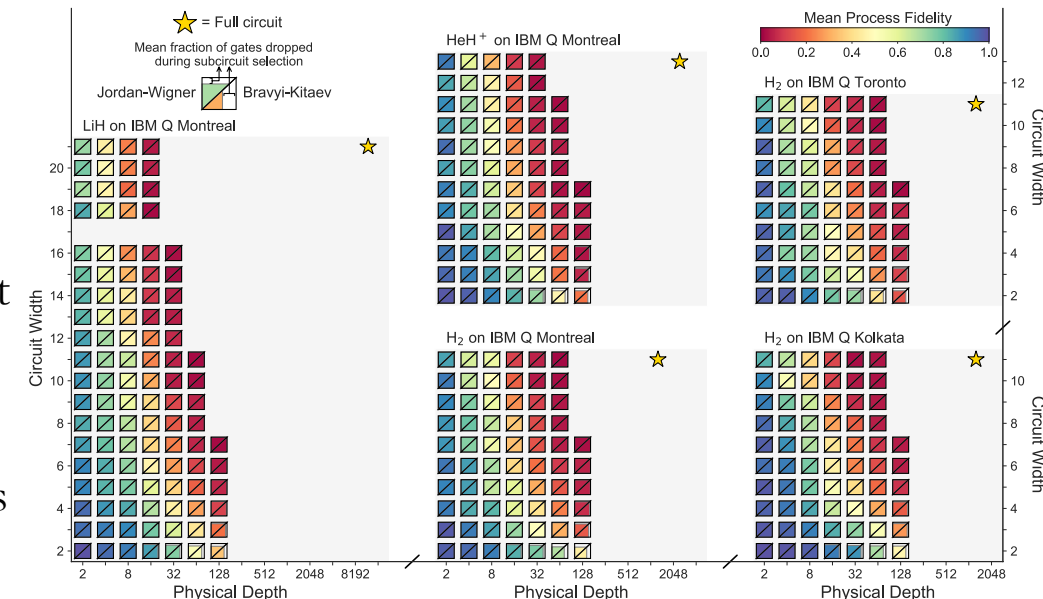 = Full circuit
Mean fraction of gates dropped
during subcircuit selection
Jordan-Wigner
Bravyi-Kitaev
LiH on IBM Q Montreal
Circuit Width
20
18
16
14
12
10
8
6
4
2
2 8 32 128 512 2048 8192
Physical Depth
HeH⁺ on IBM Q Montreal
H₂ on IBM Q Montreal
2 8 32 128 512 2048
2 8 32 128 512 2048
Physical Depth
Mean Process Fidelity
0.0 0.2 0.4 0.6 0.8 1.0
H₂ on IBM Q Toronto
12
10
8
6
4
2
Circuit Width
H₂ on IBM Q Kolkata
10
8
6
4
2
Circuit Width
Physical Depth
t
s